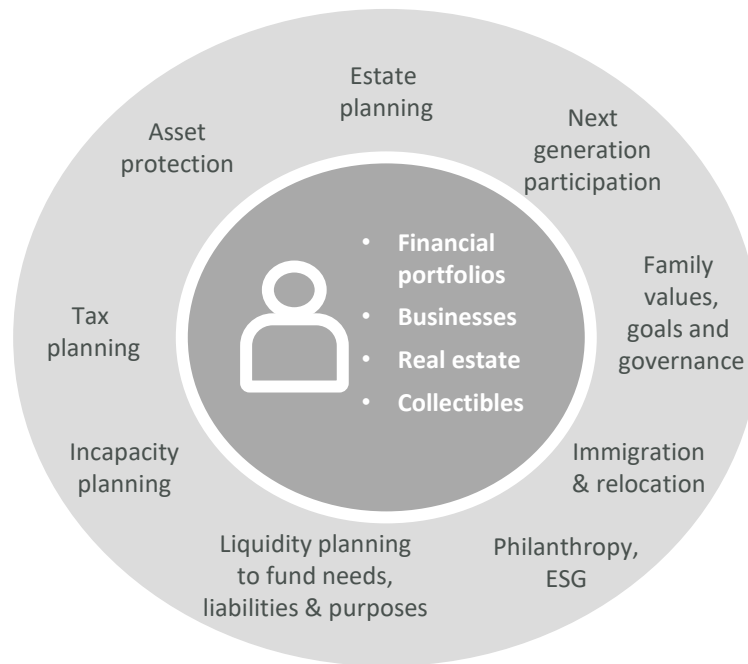 Estate
planning
Next
generation
participation
Family
values,
goals and
governance
Immigration
& relocation
Philanthropy,
ESG
Liquidity planning
to fund needs,
liabilities & purposes
Incapacity
planning
Tax
planning
Asset
protection
• Financial
portfolios
• Businesses
• Real estate
• Collectibles